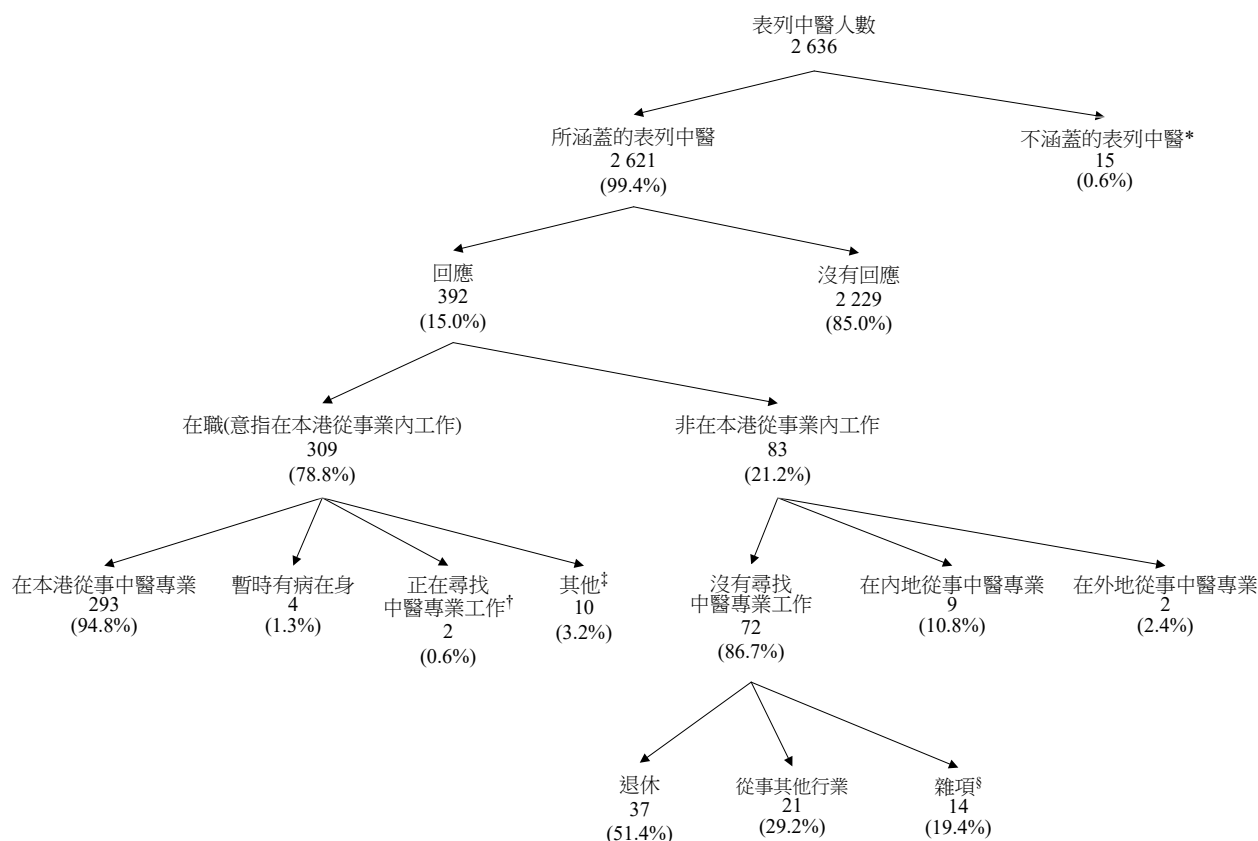 表列中醫人數
2 636
所涵蓋的表列中醫
2 621
(99.4%)
不涵蓋的表列中醫*
15
(0.6%)
回應
392
(15.0%)
沒有回應
2 229
(85.0%)
在職(意指在本港從事業內工作)
309
(78.8%)
非在本港從事業內工作
83
(21.2%)
在本港從事中醫專業
293
(94.8%)
暫時有病在身
4
(1.3%)
正在尋找
中醫專業工作†
2
(0.6%)
其他‡
10
(3.2%)
沒有尋找
中醫專業工作
72
(86.7%)
在內地從事中醫專業
9
(10.8%)
在外地從事中醫專業
2
(2.4%)
退休
37
(51.4%)
從事其他行業
21
(29.2%)
雜項§
14
(19.4%)